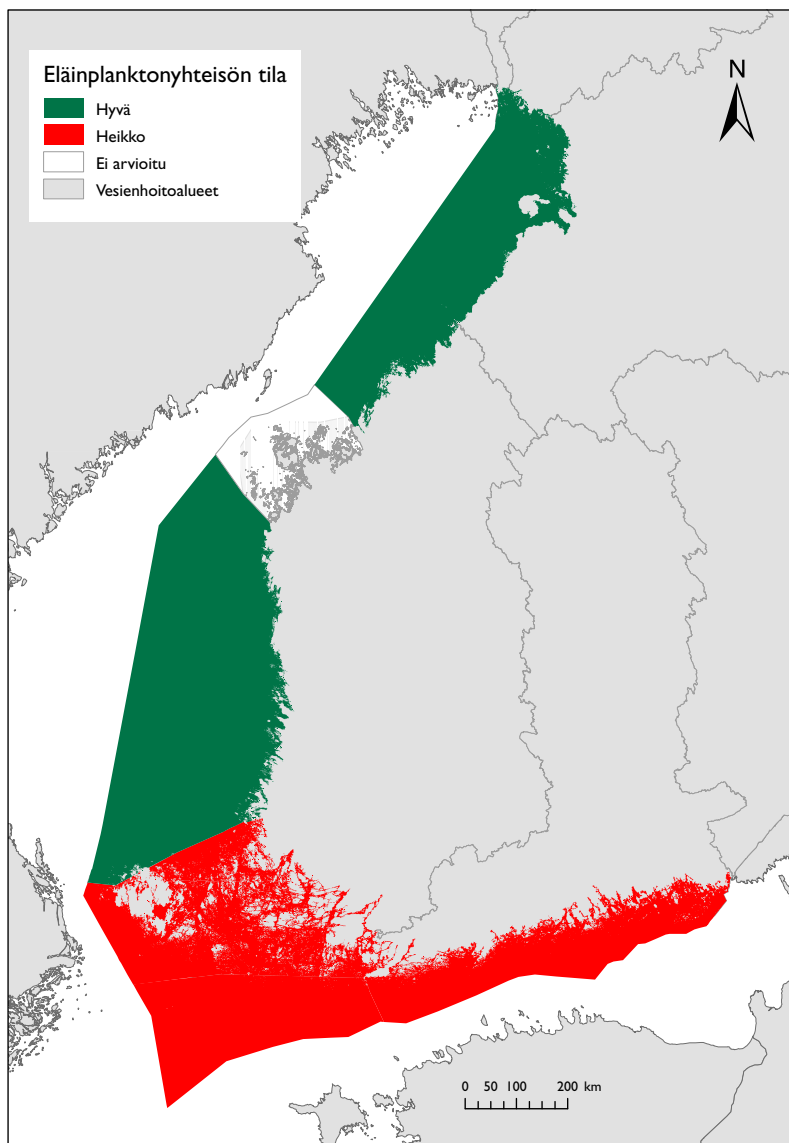 Eläinplanktonyhteisön tila
Hyvä
Heikko
Ei arvioitu
Vesienhoitoalueet
N
0 50 100 200 km